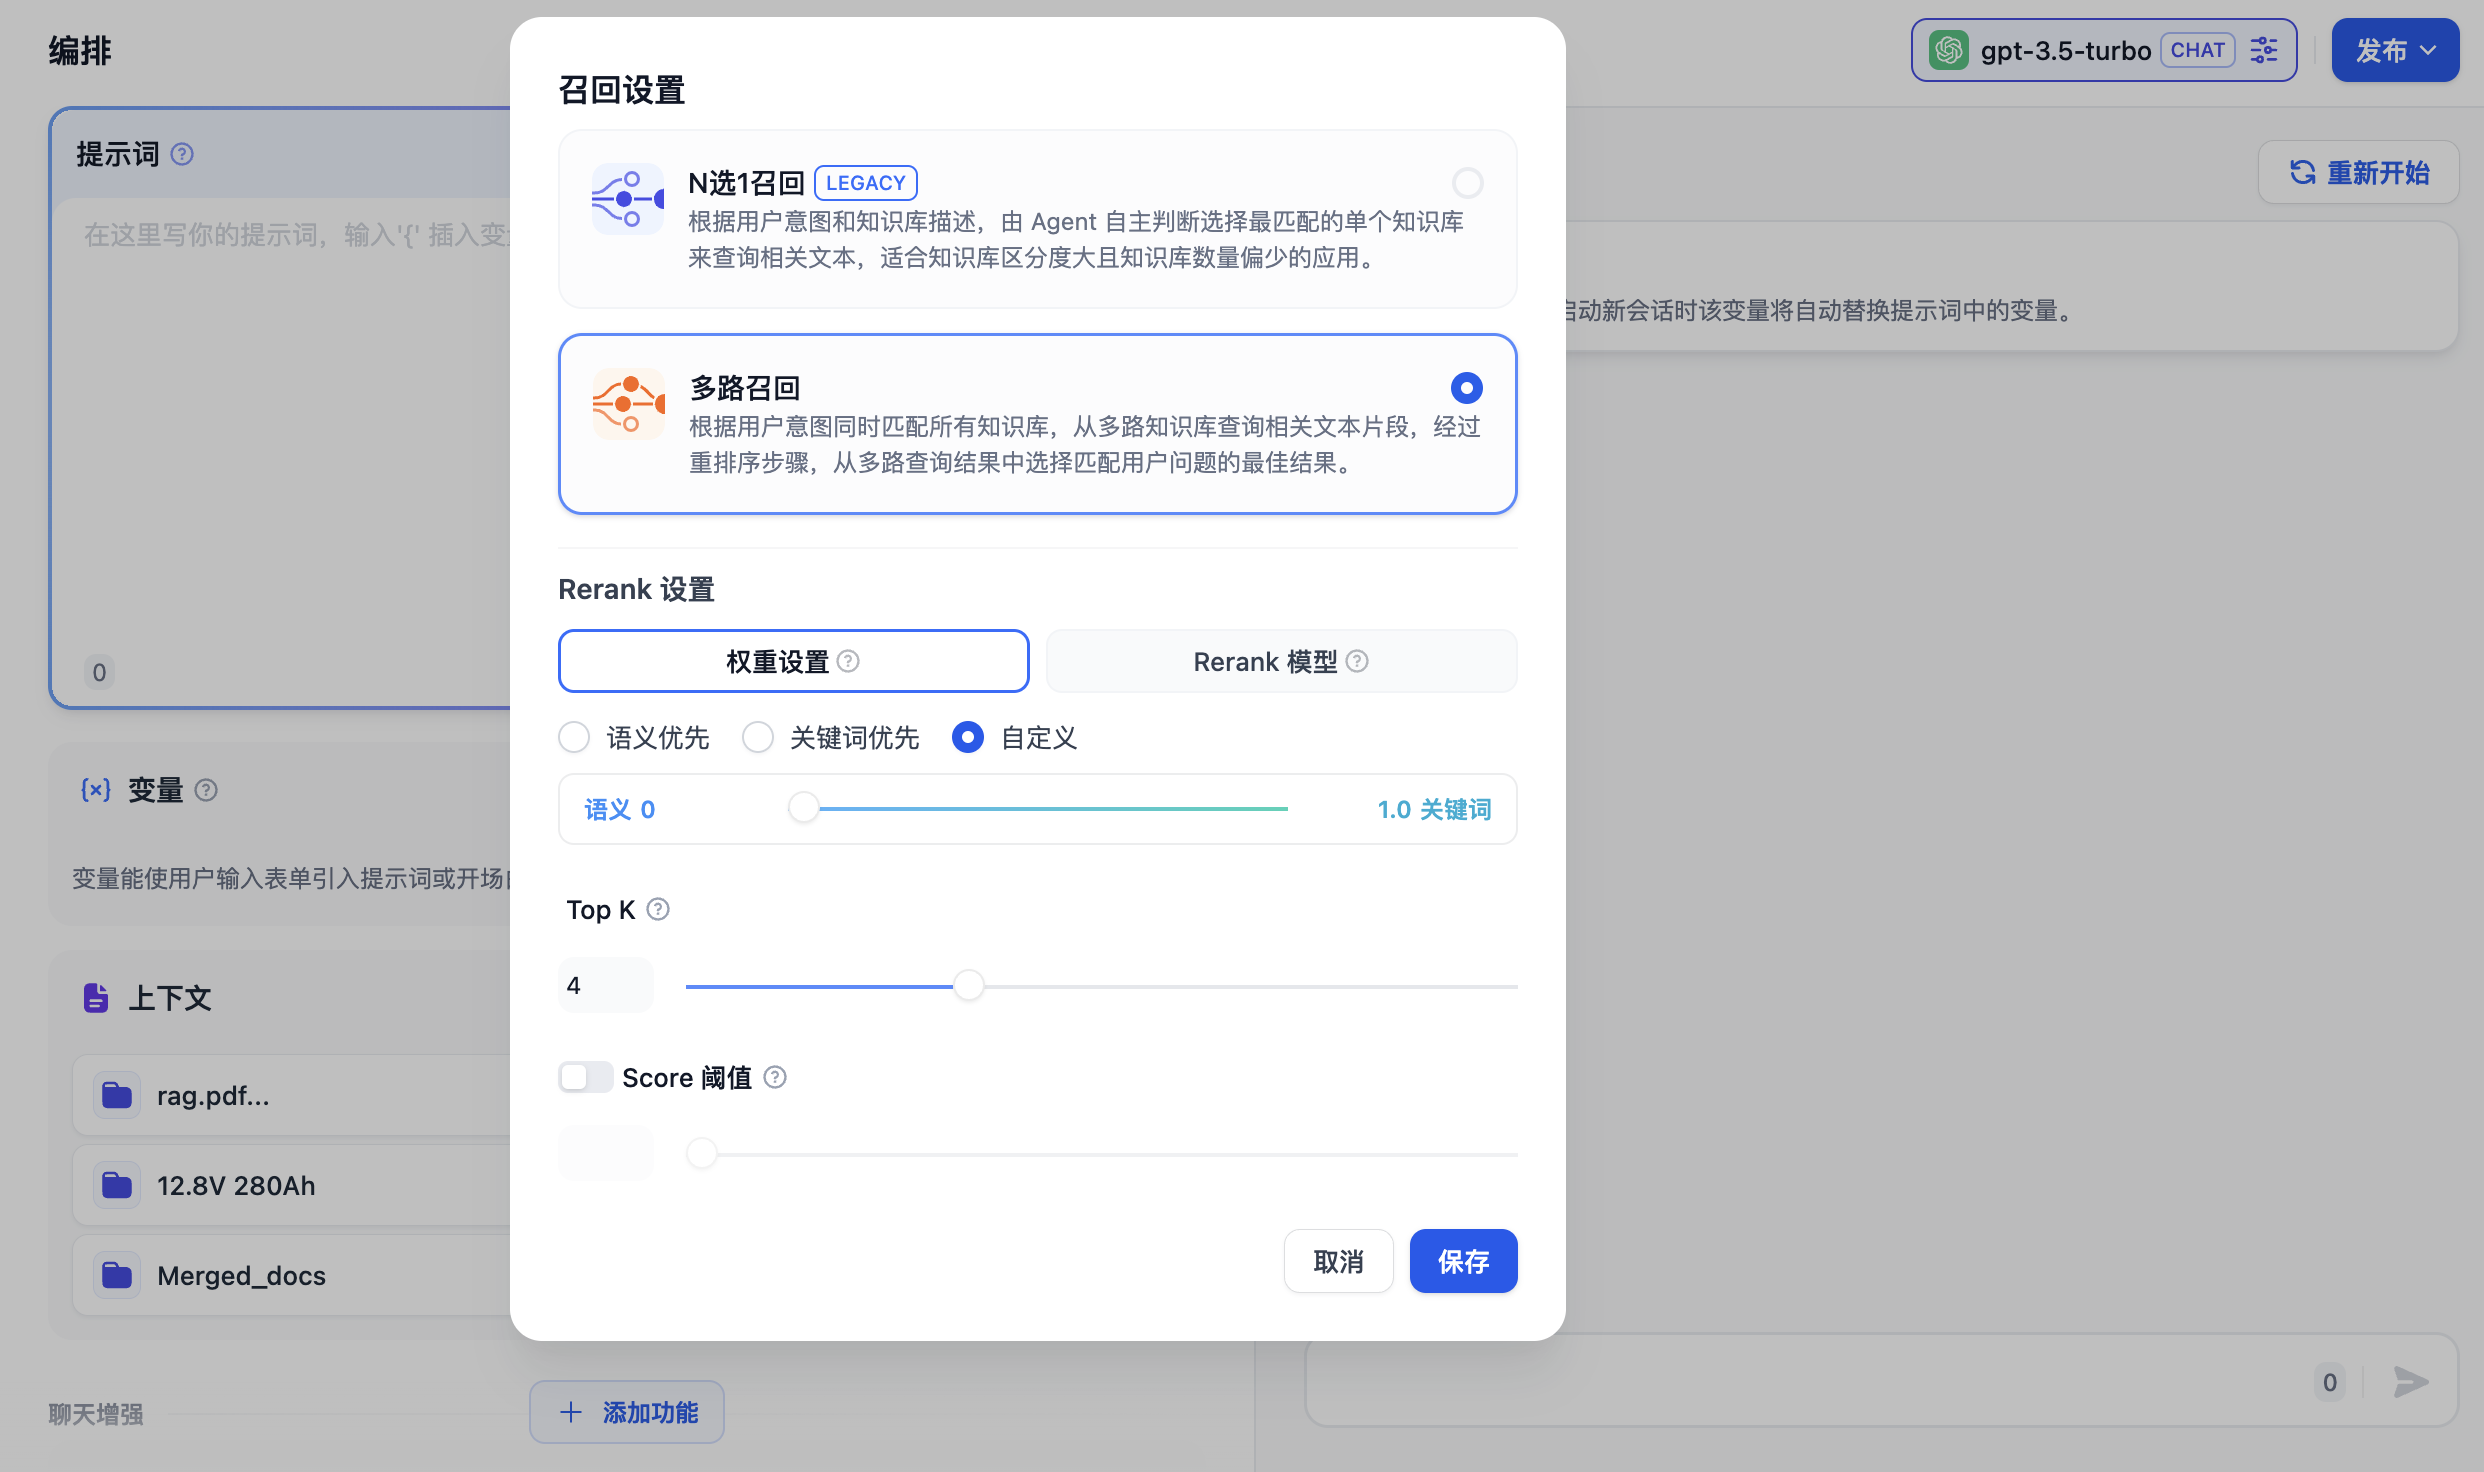 编排
gpt-3.5-turbo CHAT
发布
提示词
在这里写你的提示词，输入'{' 插入变
0
变量
变量能使用户输入表单引入提示词或开场
上下文
rag.pdf...
12.8V 280Ah
Merged_docs
聊天增强
添加功能
召回设置
N选1召回 LEGACY
根据用户意图和知识库描述，由 Agent 自主判断选择最匹配的单个知识库
来查询相关文本，适合知识库区分度大且知识库数量偏少的应用。
多路召回
根据用户意图同时匹配所有知识库，从多路知识库查询相关文本片段，经过
重排序步骤，从多路查询结果中选择匹配用户问题的最佳结果。
Rerank 设置
权重设置
Rerank 模型
语义优先 关键词优先 自定义
语义 0
1.0 关键词
Top K
4
Score 阈值
取消
保存
重新开始
启动新会话时该变量将自动替换提示词中的变量。
0